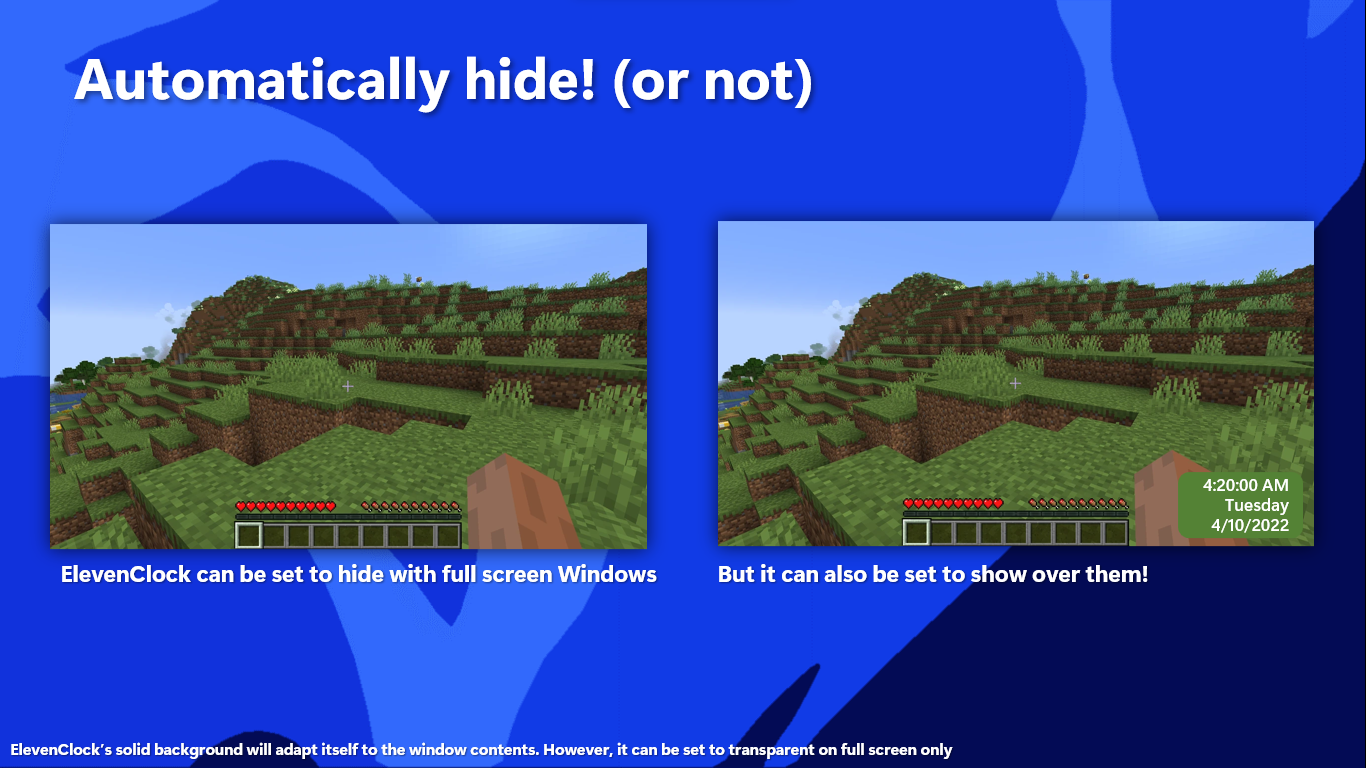 Automatically hide! (or not)
4:20:00 AM
Tuesday
4/10/2022
ElevenClock can be set to hide with full screen Windows
But it can also be set to show over them!
ElevenClock’s solid background will adapt itself to the window contents. However, it can be set to transparent on full screen only